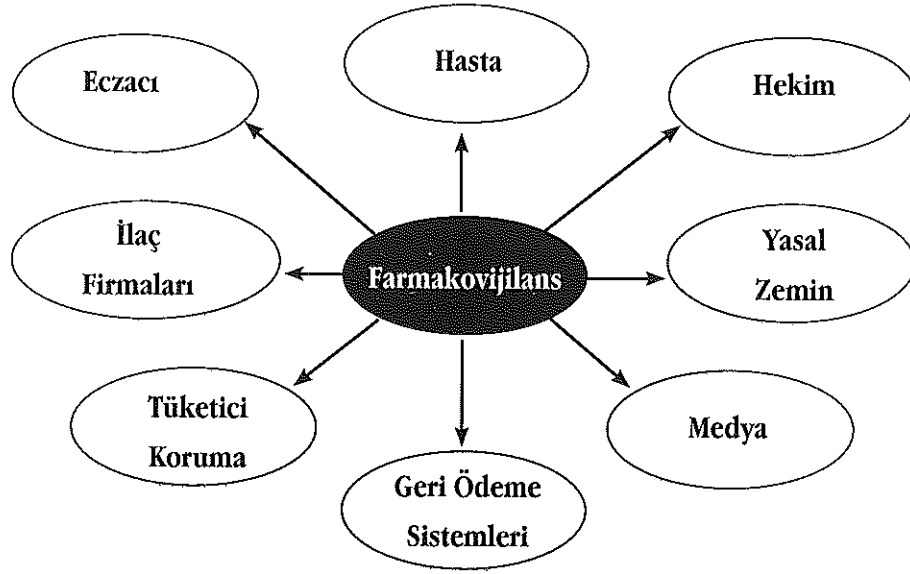 Eczacı
Hasta
Hekim
İlaç
Firmaları
Farmakovijilans
Yasal
Zemin
Tüketici
Koruma
Geri Ödeme
Sistemleri
Medya